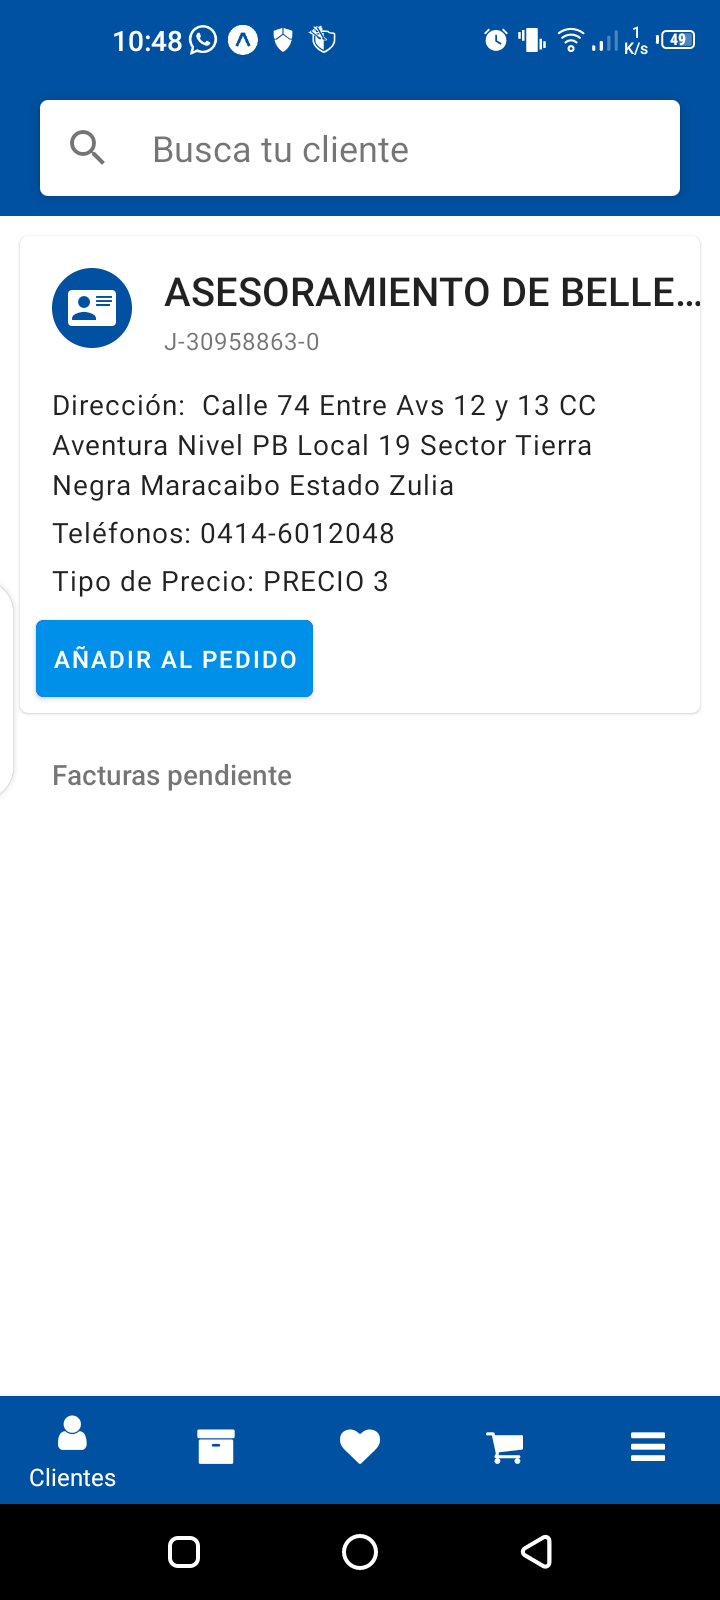 10:48
1
K/s
49
Busca tu cliente
ASESORAMIENTO DE BELLE...
J-30958863-0
Dirección:  Calle 74 Entre Avs 12 y 13 CC
Aventura Nivel PB Local 19 Sector Tierra
Negra Maracaibo Estado Zulia
Teléfonos: 0414-6012048
Tipo de Precio: PRECIO 3
AÑADIR AL PEDIDO
Facturas pendiente
Clientes